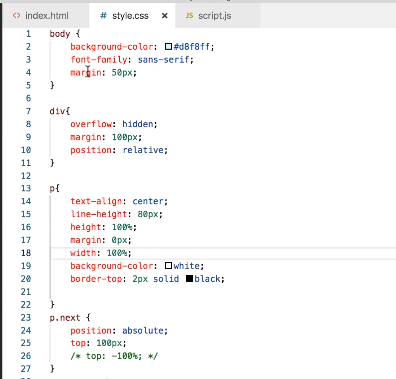 index.html style.css × JS script.js
1 body {
2 background-color: #d8f8ff;
3 font-family: sans-serif;
4 margin: 50px;
5 }
6
7 div{
8 overflow: hidden;
9 margin: 100px;
10 position: relative;
11 }
12
13 p{
14 text-align: center;
15 line-height: 80px;
16 height: 100%;
17 margin: 0px;
18 width: 100%;
19 background-color: white;
20 border-top: 2px solid black;
21
22 }
23 p.next {
24 position: absolute;
25 top: 100px;
26 /* top: -100%; */
27 }